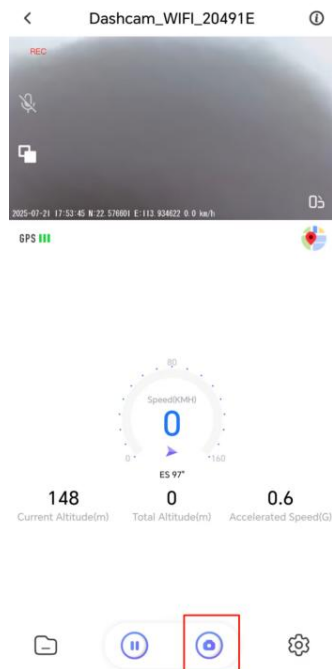 Dashcam_WIFI_20491E
REC
2025-07-21 17:53:45 N:22.576601 E:113.934622 0.0 km/h
GPS
80
Speed(KMH)
0
0
160
ES 97°
148
0
0.6
Current Altitude(m)
Total Altitude(m)
Accelerated Speed(G)